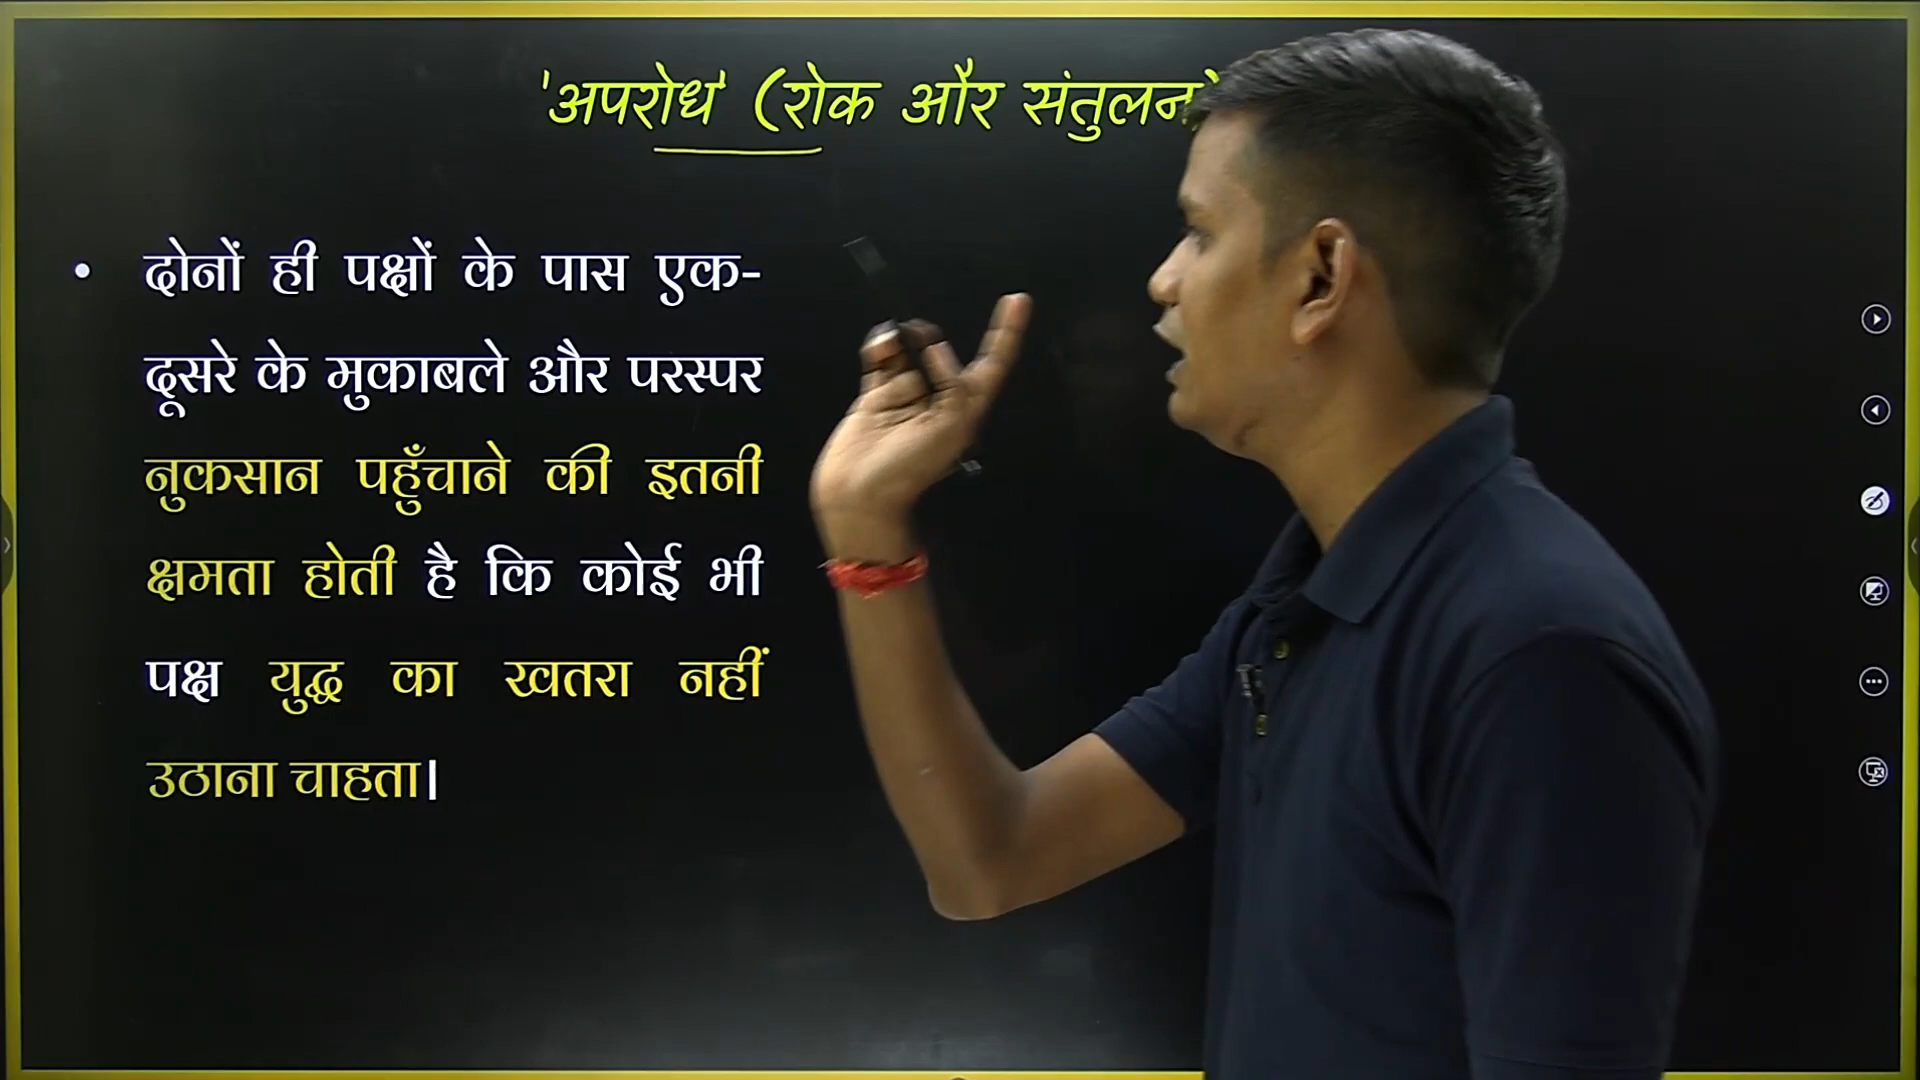 'अपरोध' (रोक और संतुलन)
• दोनों ही पक्षों के पास एक-
दूसरे के मुकाबले और परस्पर
नुकसान पहुँचाने की इतनी
क्षमता होती है कि कोई भी
पक्ष युद्ध का खतरा नहीं
उठाना चाहता।